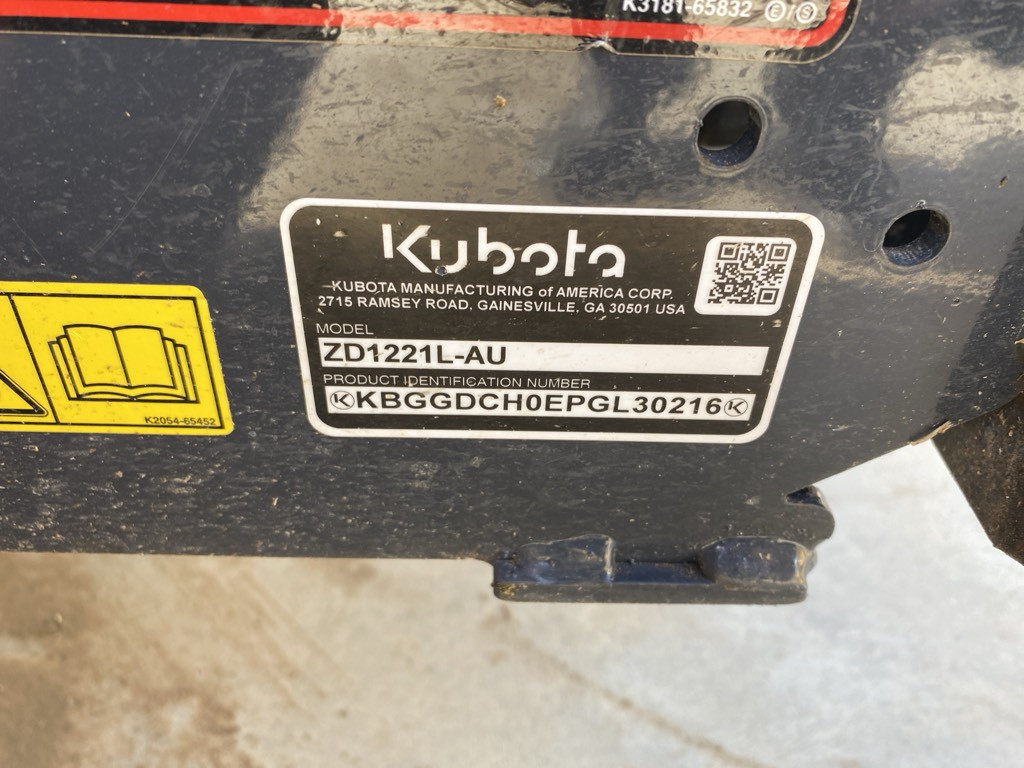 K3181-65832 E/S
Kubota
KUBOTA MANUFACTURING of AMERICA CORP.
2715 RAMSEY ROAD, GAINESVILLE, GA 30501 USA
MODEL
ZD1221L-AU
PRODUCT IDENTIFICATION NUMBER
KBGGDCH0EPGL30216
K2054-65452